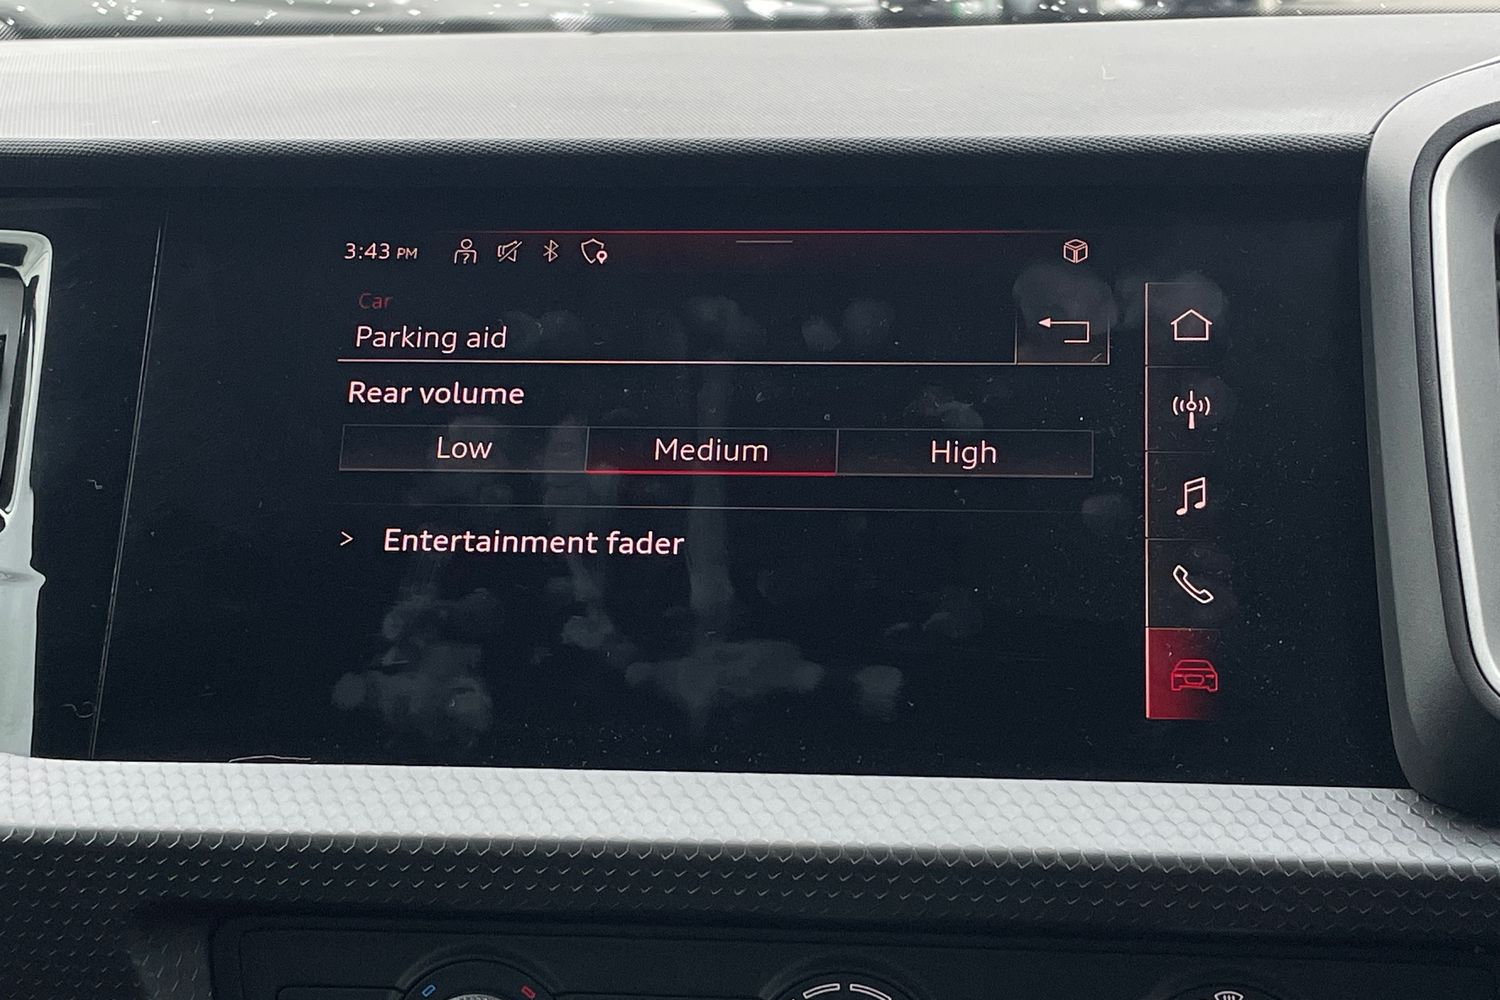 3:43 PM
Car
Parking aid
Rear volume
Low Medium High
> Entertainment fader